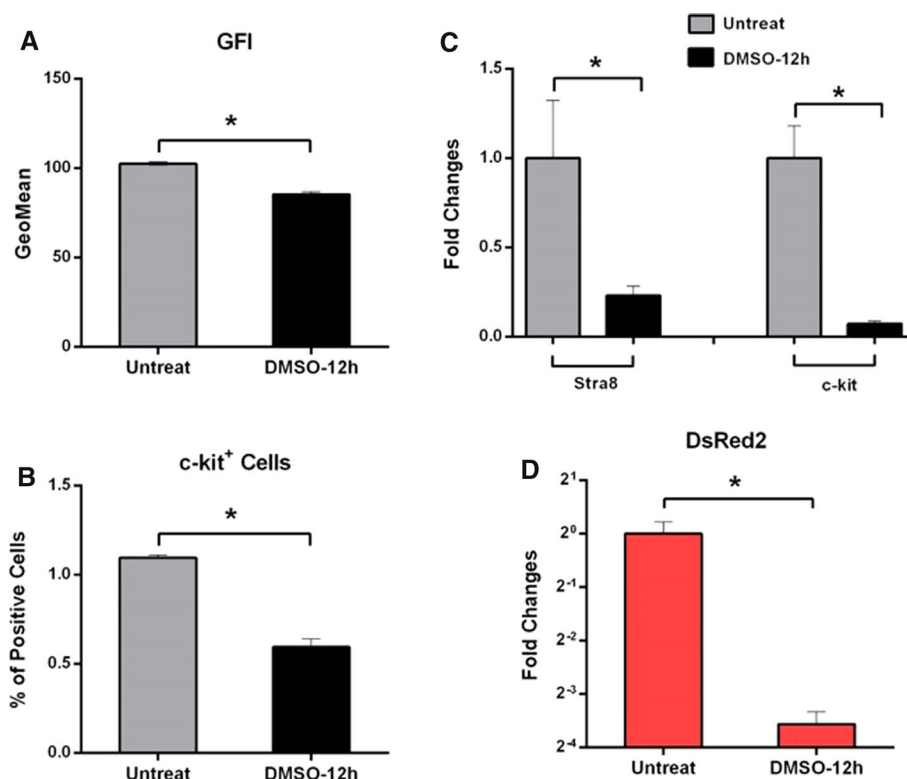 A
GFI
GeoMean
150
100
50
0
*
Untreat
DMSO-12h
B
c-kit⁺ Cells
% of Positive Cells
1.5
1.0
0.5
0.0
*
Untreat
DMSO-12h
C
Untreat
DMSO-12h
Fold Changes
1.5
1.0
0.5
0.0
*
*
Stra8
c-kit
D
DsRed2
Fold Changes
2¹
2⁰
2⁻¹
2⁻²
2⁻³
2⁻⁴
*
Untreat
DMSO-12h